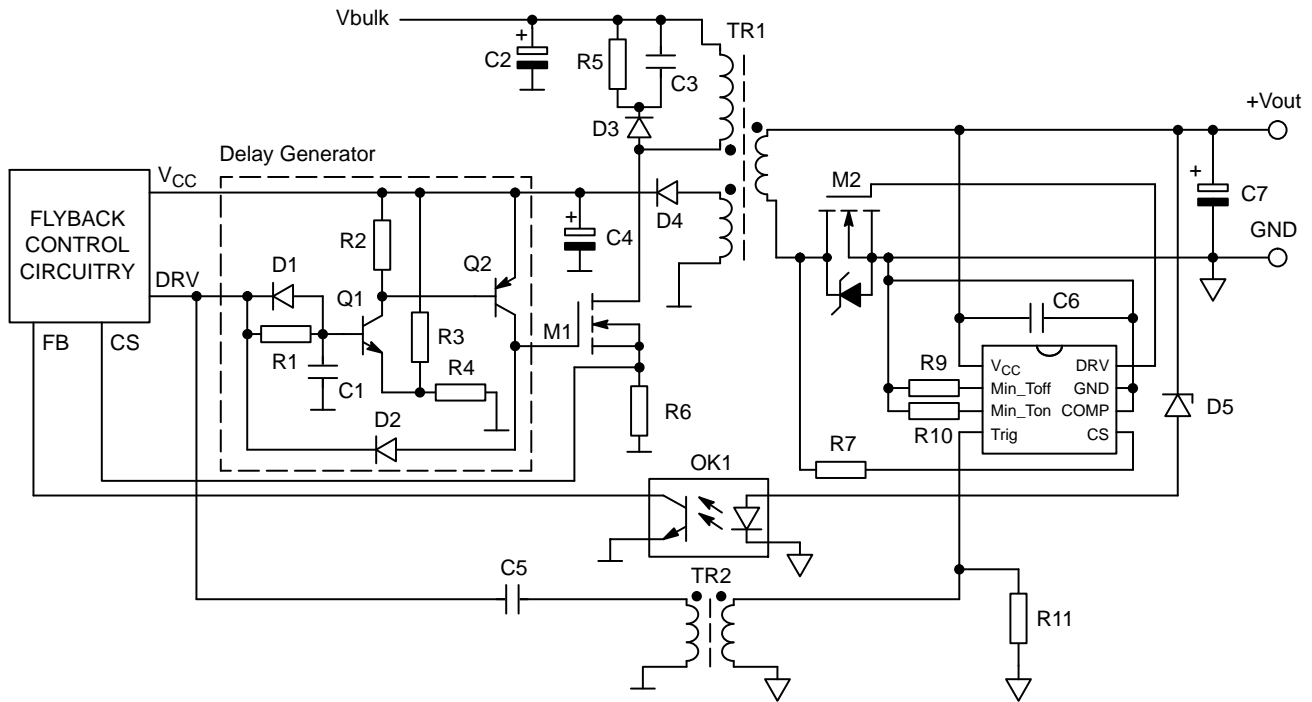 Vbulk
TR1
C2
+
R5
C3
D3
+Vout
Delay Generator
VCC
M2
+
C7
FLYBACK
CONTROL
CIRCUITRY
R2
Q2
+
C4
D4
GND
DRV
D1
Q1
C6
FB
CS
R1
C1
R3
R4
M1
R9
VCC
DRV
Min_Toff
GND
Min_Ton
COMP
Trig
CS
D5
D2
R6
R10
R7
OK1
C5
TR2
R11